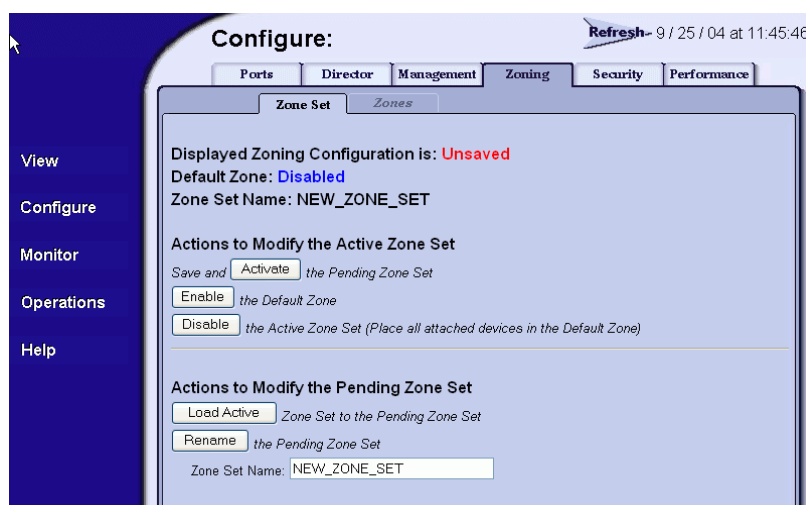 Configure:
Refresh- 9 / 25 / 04 at 11:45:46
Ports Director Management Zoning Security Performance
Zone Set Zones
View
Configure
Monitor
Operations
Help
Displayed Zoning Configuration is: Unsaved
Default Zone: Disabled
Zone Set Name: NEW_ZONE_SET
Actions to Modify the Active Zone Set
Save and Activate the Pending Zone Set
Enable the Default Zone
Disable the Active Zone Set (Place all attached devices in the Default Zone)
Actions to Modify the Pending Zone Set
Load Active Zone Set to the Pending Zone Set
Rename the Pending Zone Set
Zone Set Name: NEW_ZONE_SET